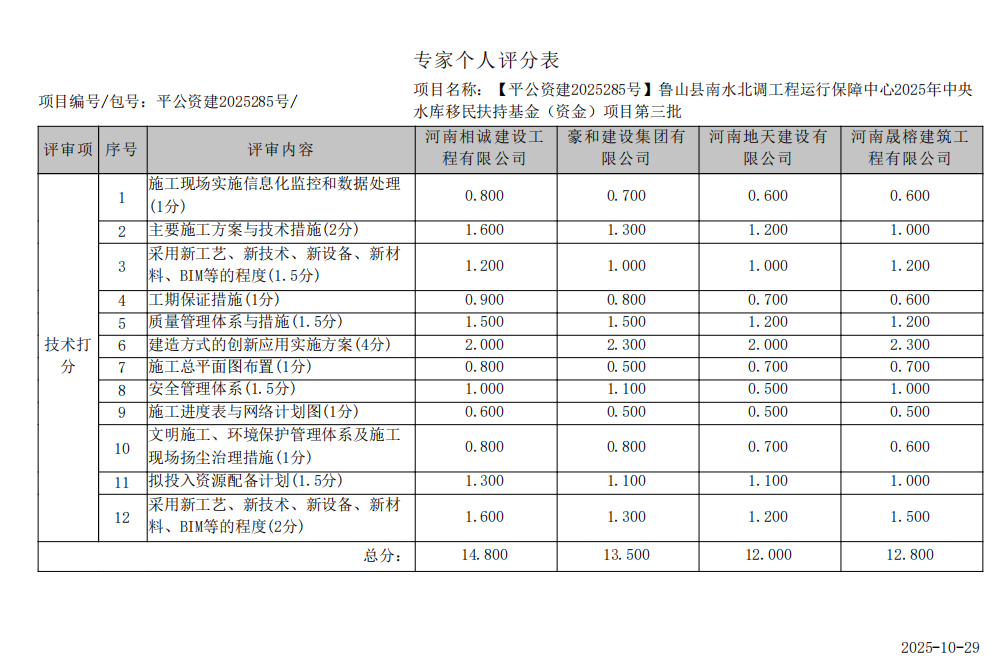 专家个人评分表
项目编号/包号：平公资建2025285号/
项目名称：【平公资建2025285号】鲁山县南水北调工程运行保障中心2025年中央
水库移民扶持基金（资金）项目第三批
评审项 序号 评审内容 河南相诚建设工程有限公司 豪和建设集团有限公司 河南地天建设有限公司 河南晟榕建筑工程有限公司
技术打分
1 施工现场实施信息化监控和数据处理(1分) 0.800 0.700 0.600 0.600
2 主要施工方案与技术措施(2分) 1.600 1.300 1.200 1.000
3 采用新工艺、新技术、新设备、新材料、BIM等的程度(1.5分) 1.200 1.000 1.000 1.200
4 工期保证措施(1分) 0.900 0.800 0.700 0.600
5 质量管理体系与措施(1.5分) 1.500 1.500 1.200 1.200
6 建造方式的创新应用实施方案(4分) 2.000 2.300 2.000 2.300
7 施工总平面图布置(1分) 0.800 0.500 0.700 0.700
8 安全管理体系(1.5分) 1.000 1.100 0.500 1.000
9 施工进度表与网络计划图(1分) 0.600 0.500 0.500 0.500
10 文明施工、环境保护管理体系及施工现场扬尘治理措施(1分) 0.800 0.800 0.700 0.600
11 拟投入资源配备计划(1.5分) 1.300 1.100 1.100 1.000
12 采用新工艺、新技术、新设备、新材料、BIM等的程度(2分) 1.600 1.300 1.200 1.500
总分： 14.800 13.500 12.000 12.800
2025-10-29